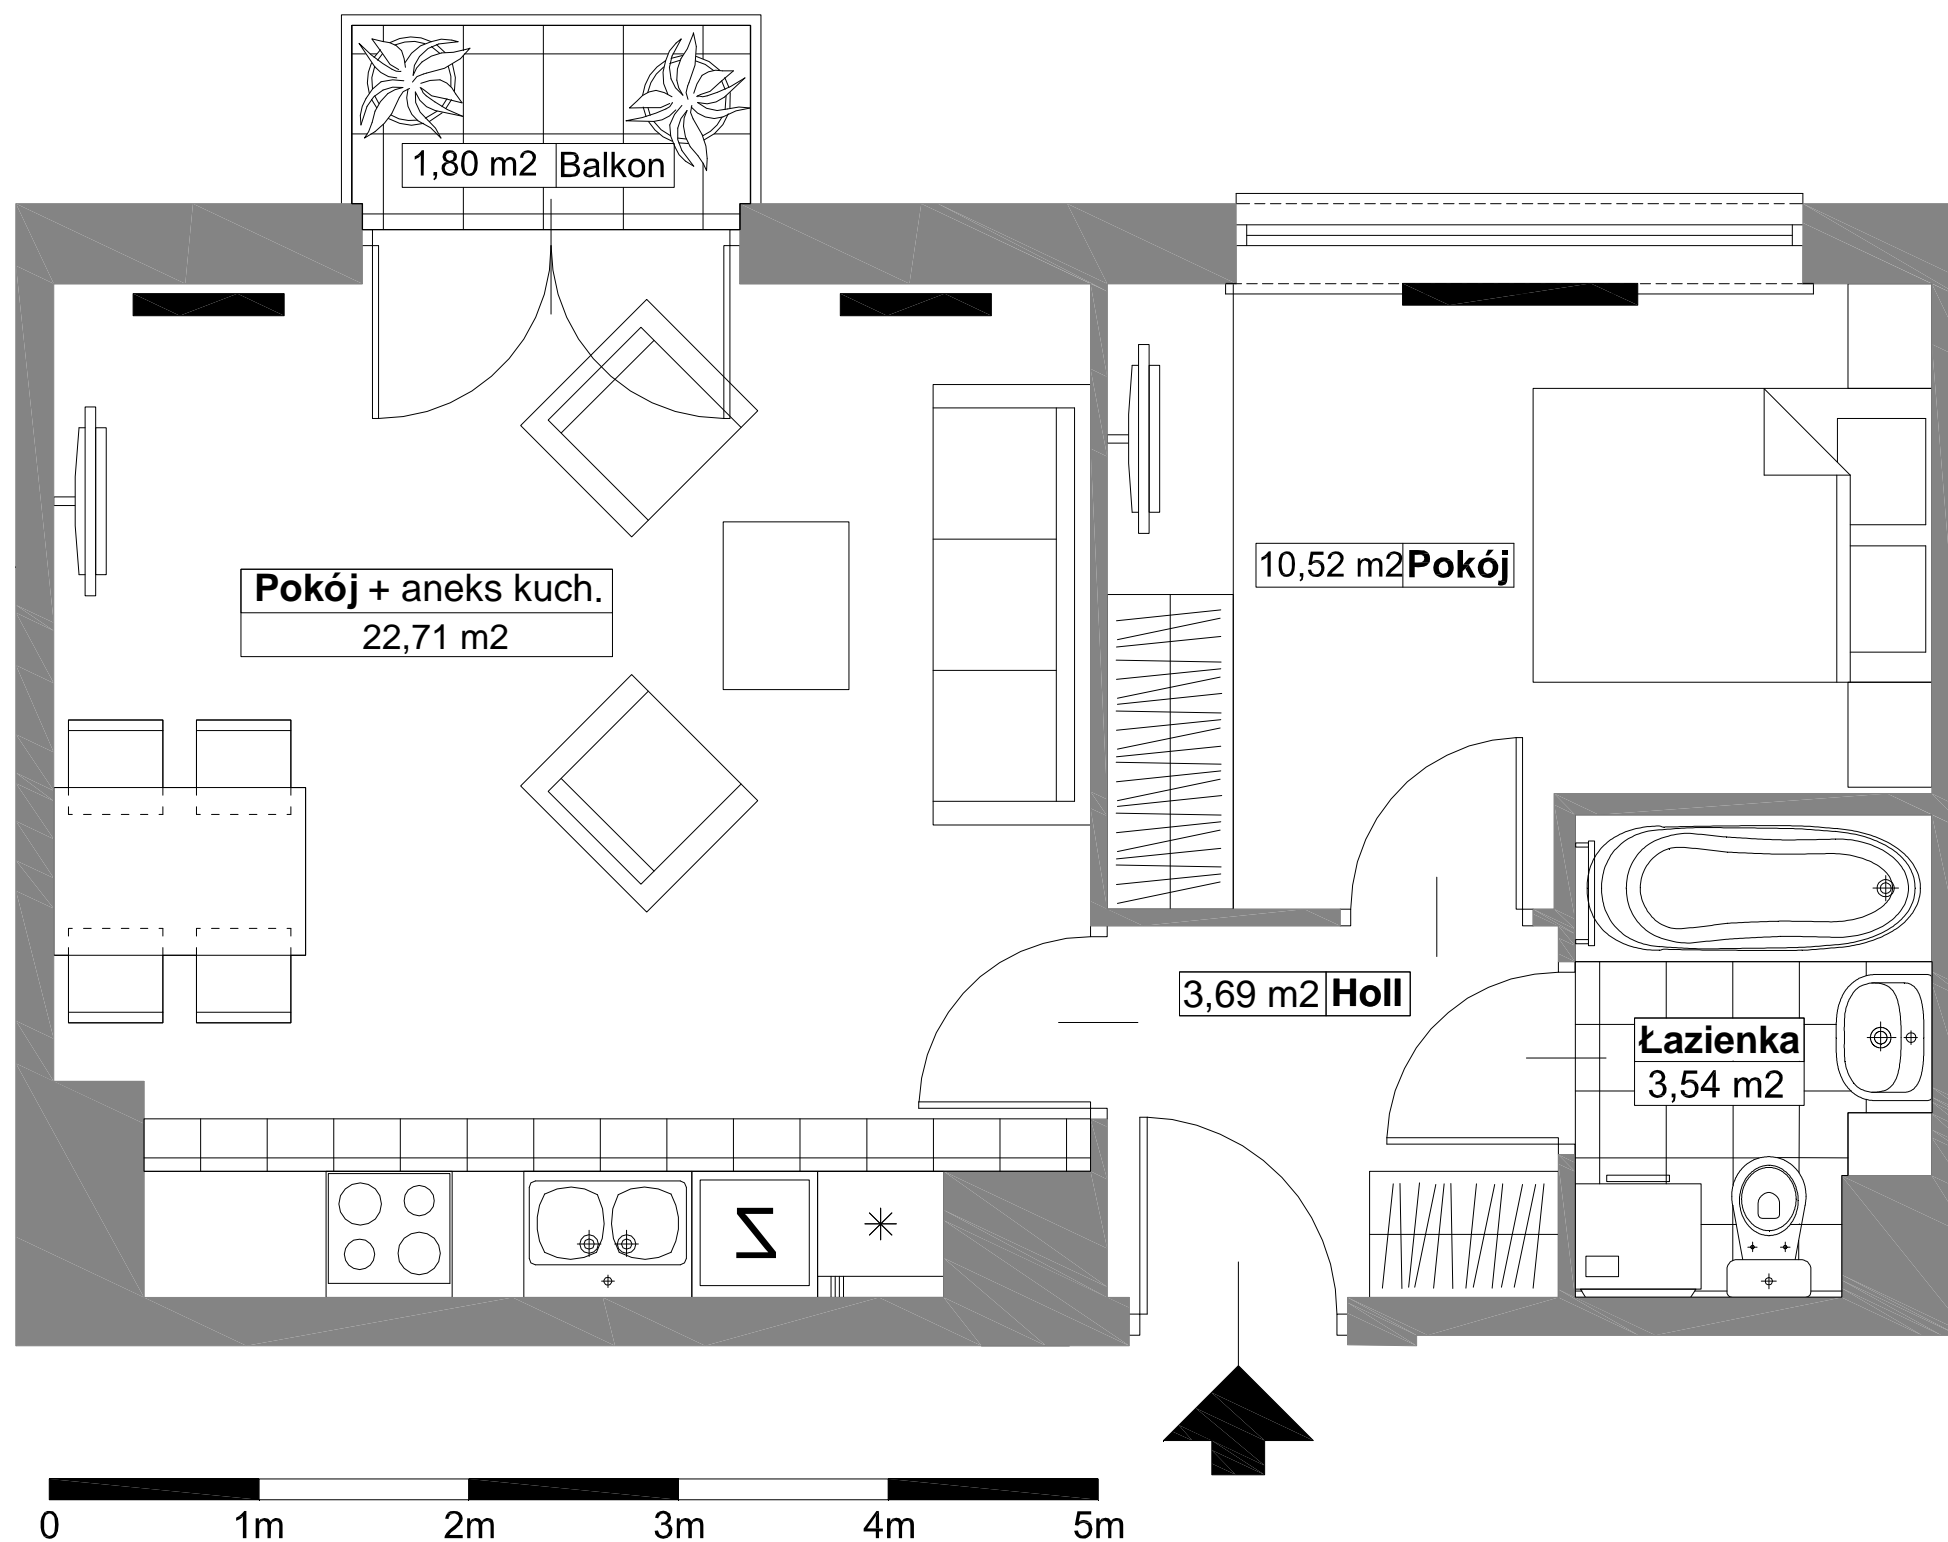 1,80 m2 Balkon
Pokój + aneks kuch.
22,71 m2
10,52 m2 Pokój
3,69 m2 Holl
Łazienka
3,54 m2
Z
0 1m 2m 3m 4m 5m